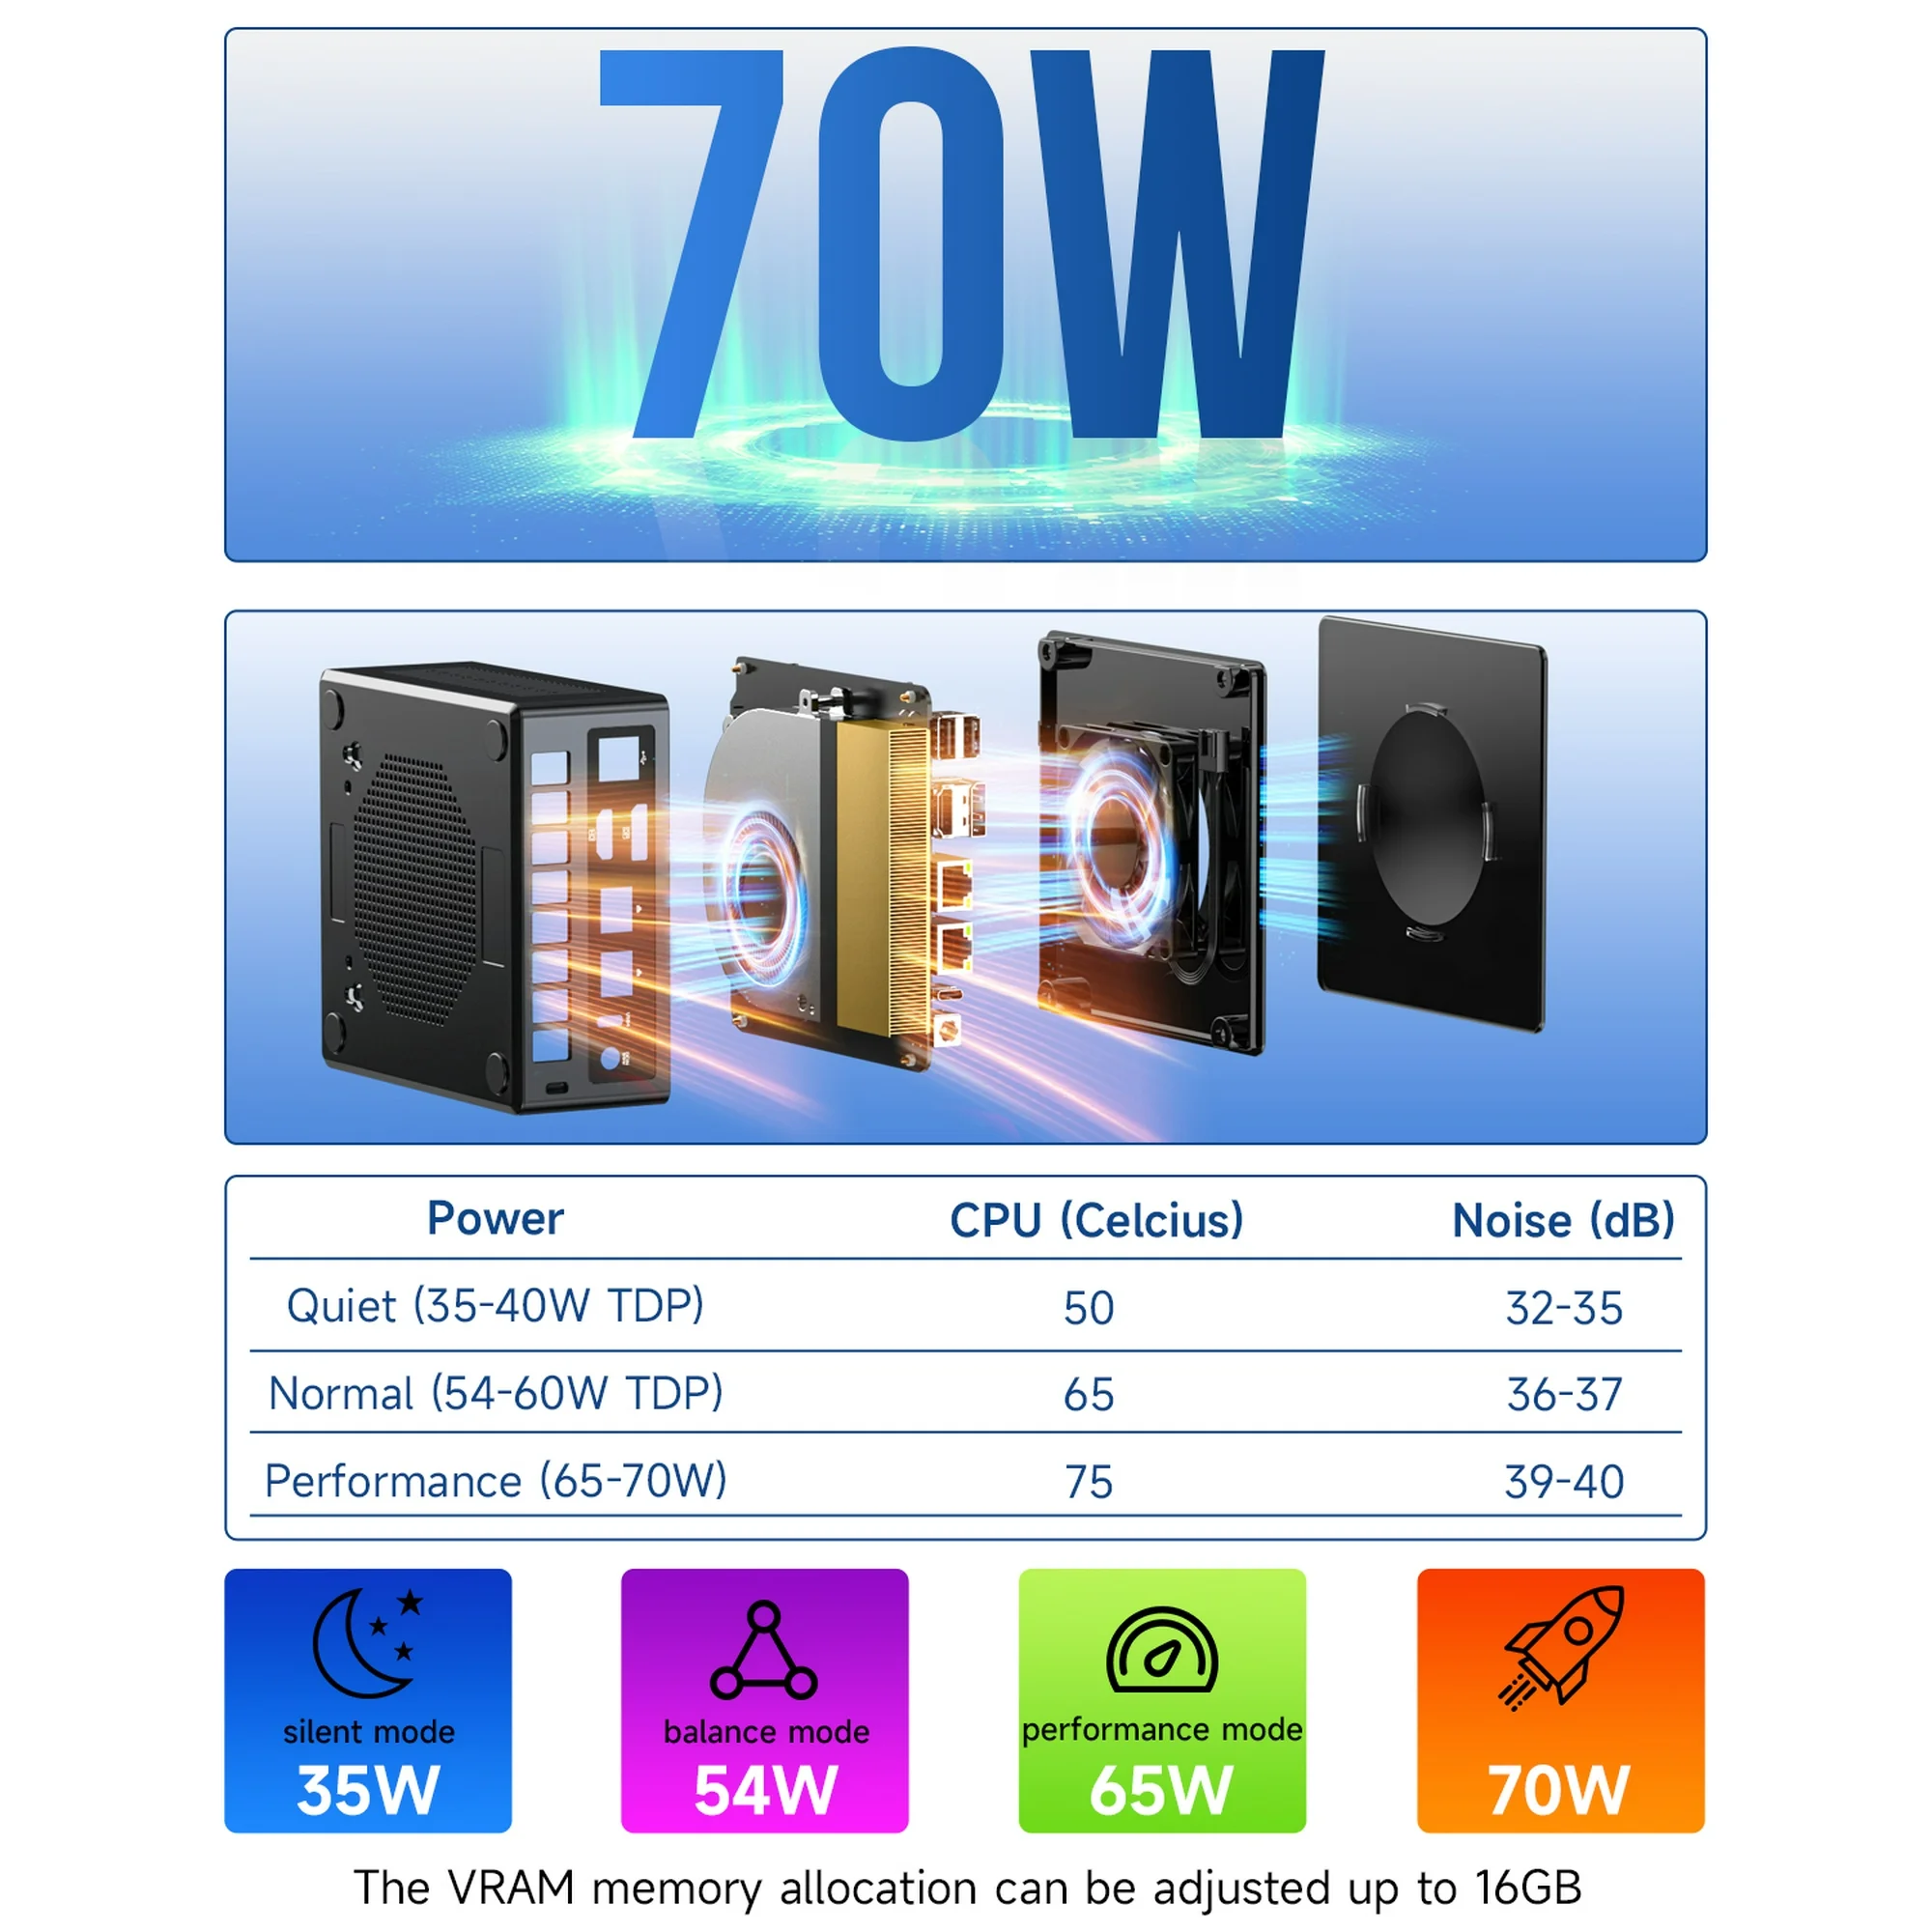 70W
Power CPU (Celcius) Noise (dB)
Quiet (35-40W TDP) 50 32-35
Normal (54-60W TDP) 65 36-37
Performance (65-70W) 75 39-40
silent mode balance mode performance mode
35W 54W 65W 70W
The VRAM memory allocation can be adjusted up to 16GB